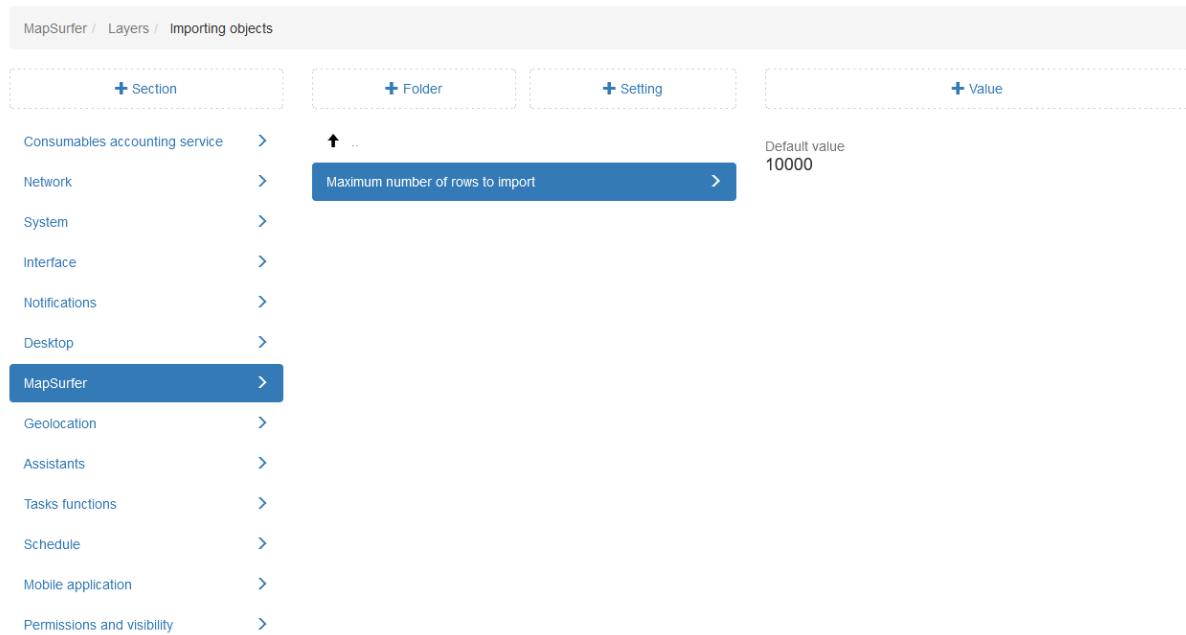 MapSurfer / Layers / Importing objects
+ Section
+ Folder
+ Setting
+ Value
Consumables accounting service
Network
System
Interface
Notifications
Desktop
MapSurfer
Geolocation
Assistants
Tasks functions
Schedule
Mobile application
Permissions and visibility
..
Maximum number of rows to import
Default value
10000